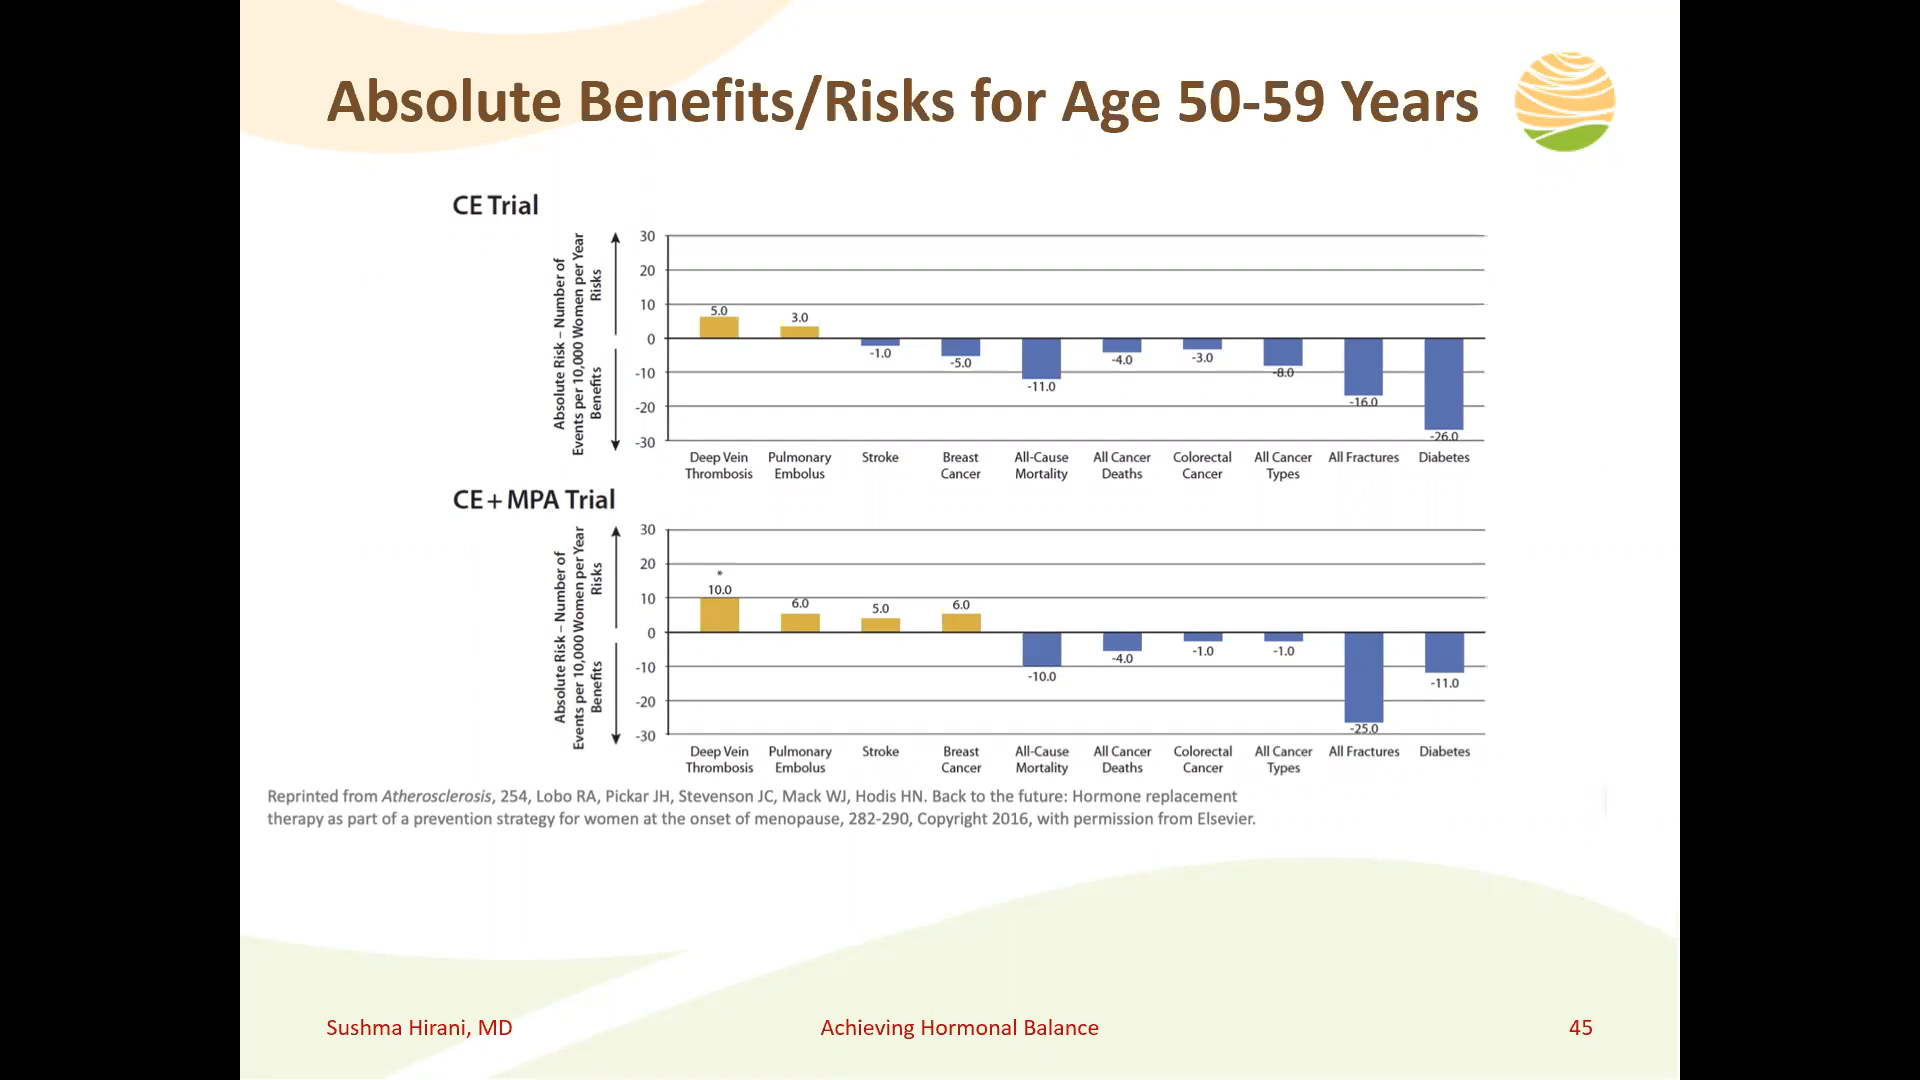 Absolute Benefits/Risks for Age 50-59 Years
CE Trial
Absolute Risk – Number of
Events per 10,000 Women per Year
Risks
Benefits
30
20
10
0
-10
-20
-30
5.0
3.0
-1.0
-5.0
-11.0
-4.0
-3.0
-8.0
-16.0
-26.0
Deep Vein
Thrombosis
Pulmonary
Embolus
Stroke
Breast
Cancer
All-Cause
Mortality
All Cancer
Deaths
Colorectal
Cancer
All Cancer
Types
All Fractures
Diabetes
CE + MPA Trial
Absolute Risk – Number of
Events per 10,000 Women per Year
Risks
Benefits
30
20
10
0
-10
-20
-30
*
10.0
6.0
5.0
6.0
-10.0
-4.0
-1.0
-1.0
-25.0
-11.0
Deep Vein
Thrombosis
Pulmonary
Embolus
Stroke
Breast
Cancer
All-Cause
Mortality
All Cancer
Deaths
Colorectal
Cancer
All Cancer
Types
All Fractures
Diabetes
Reprinted from Atherosclerosis, 254, Lobo RA, Pickar JH, Stevenson JC, Mack WJ, Hodis HN. Back to the future: Hormone replacement
therapy as part of a prevention strategy for women at the onset of menopause, 282-290, Copyright 2016, with permission from Elsevier.
Sushma Hirani, MD
Achieving Hormonal Balance
45